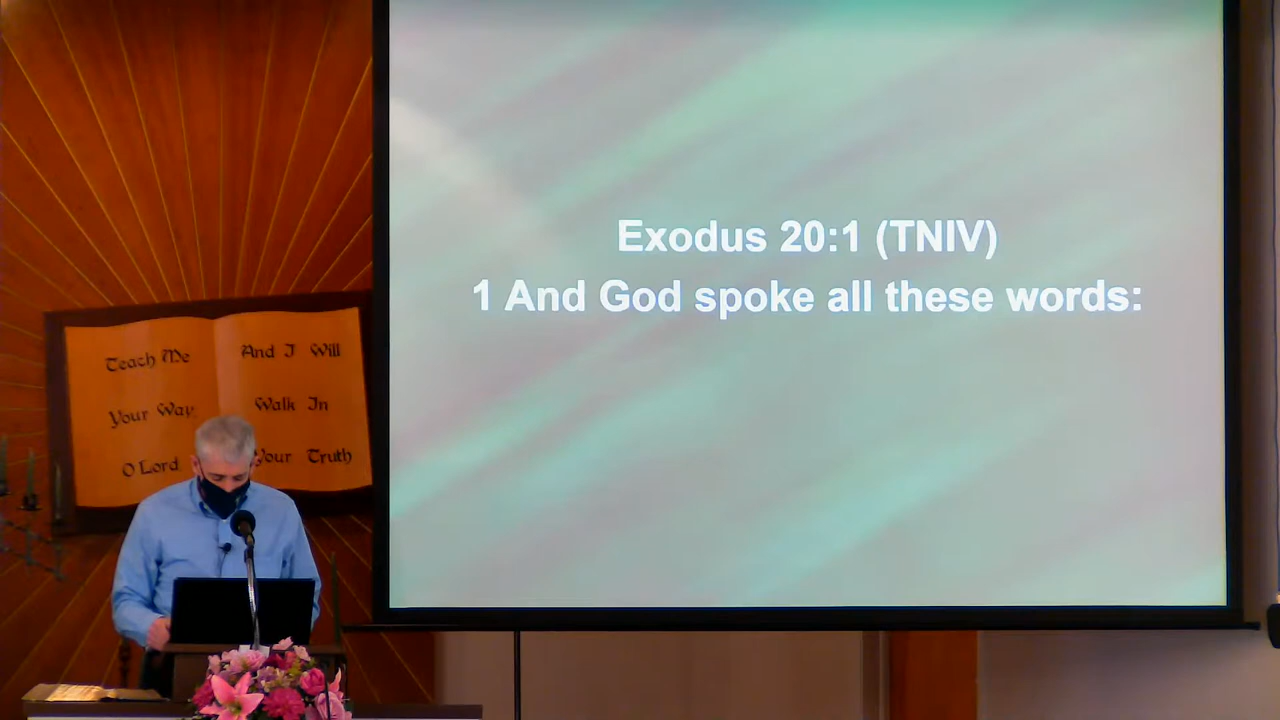 Exodus 20:1 (TNIV)
1 And God spoke all these words:
Teach Me
Your Way
O Lord
And I Will
Walk In
Your Truth